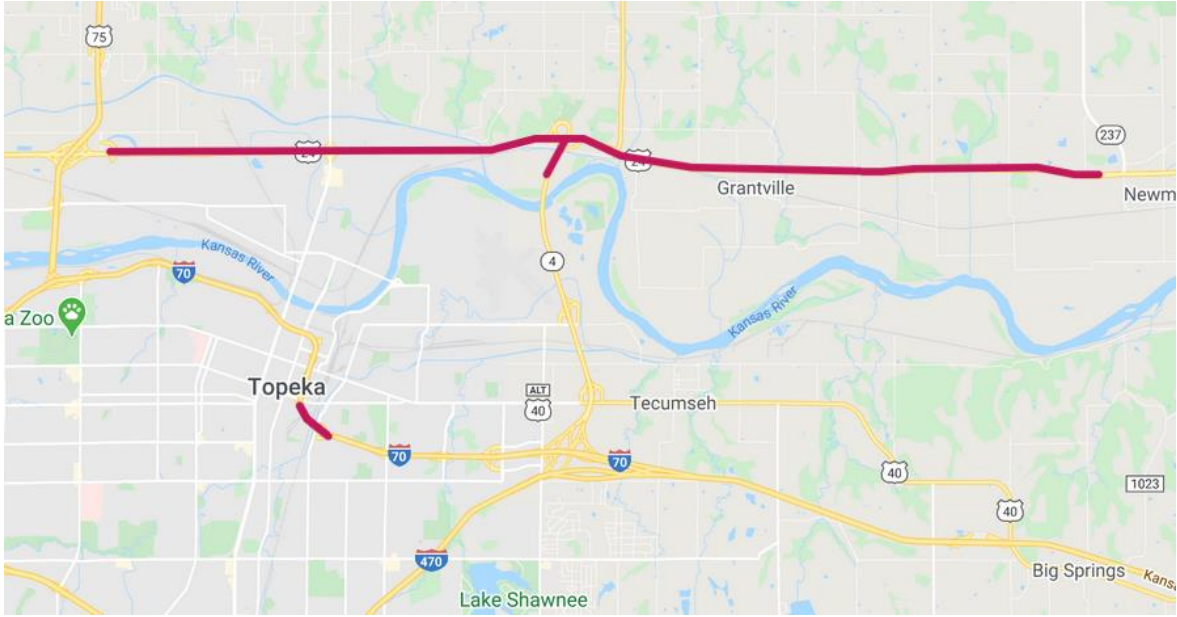 75
24
237
24
Grantville
Newm
Kansas River
70
4
Kansas River
a Zoo
Topeka
ALT
40
Tecumseh
70
70
40
1023
40
470
Big Springs
Kansa
Lake Shawnee